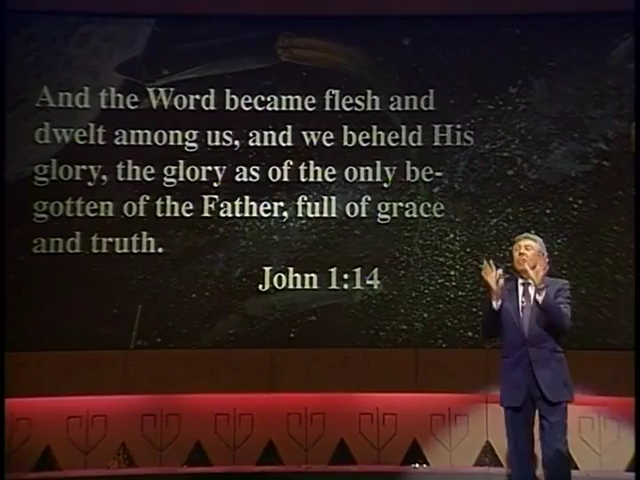 And the Word became flesh and
dwelt among us, and we beheld His
glory, the glory as of the only be-
gotten of the Father, full of grace
and truth.
John 1:14